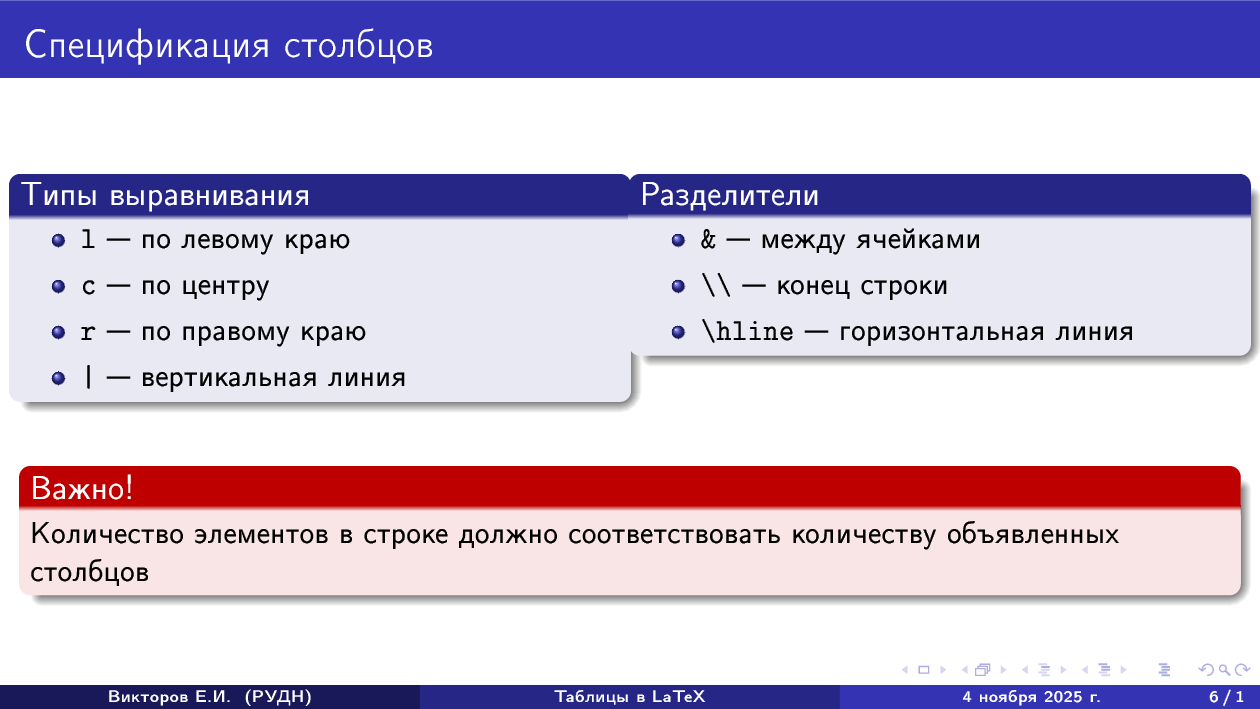 Спецификация столбцов
Типы выравнивания
l — по левому краю
c — по центру
r — по правому краю
| — вертикальная линия
Разделители
& — между ячейками
\\ — конец строки
\hline — горизонтальная линия
Важно!
Количество элементов в строке должно соответствовать количеству объявленных
столбцов
Викторов Е.И. (РУДН)
Таблицы в LaTeX
4 ноября 2025 г.
6 / 1